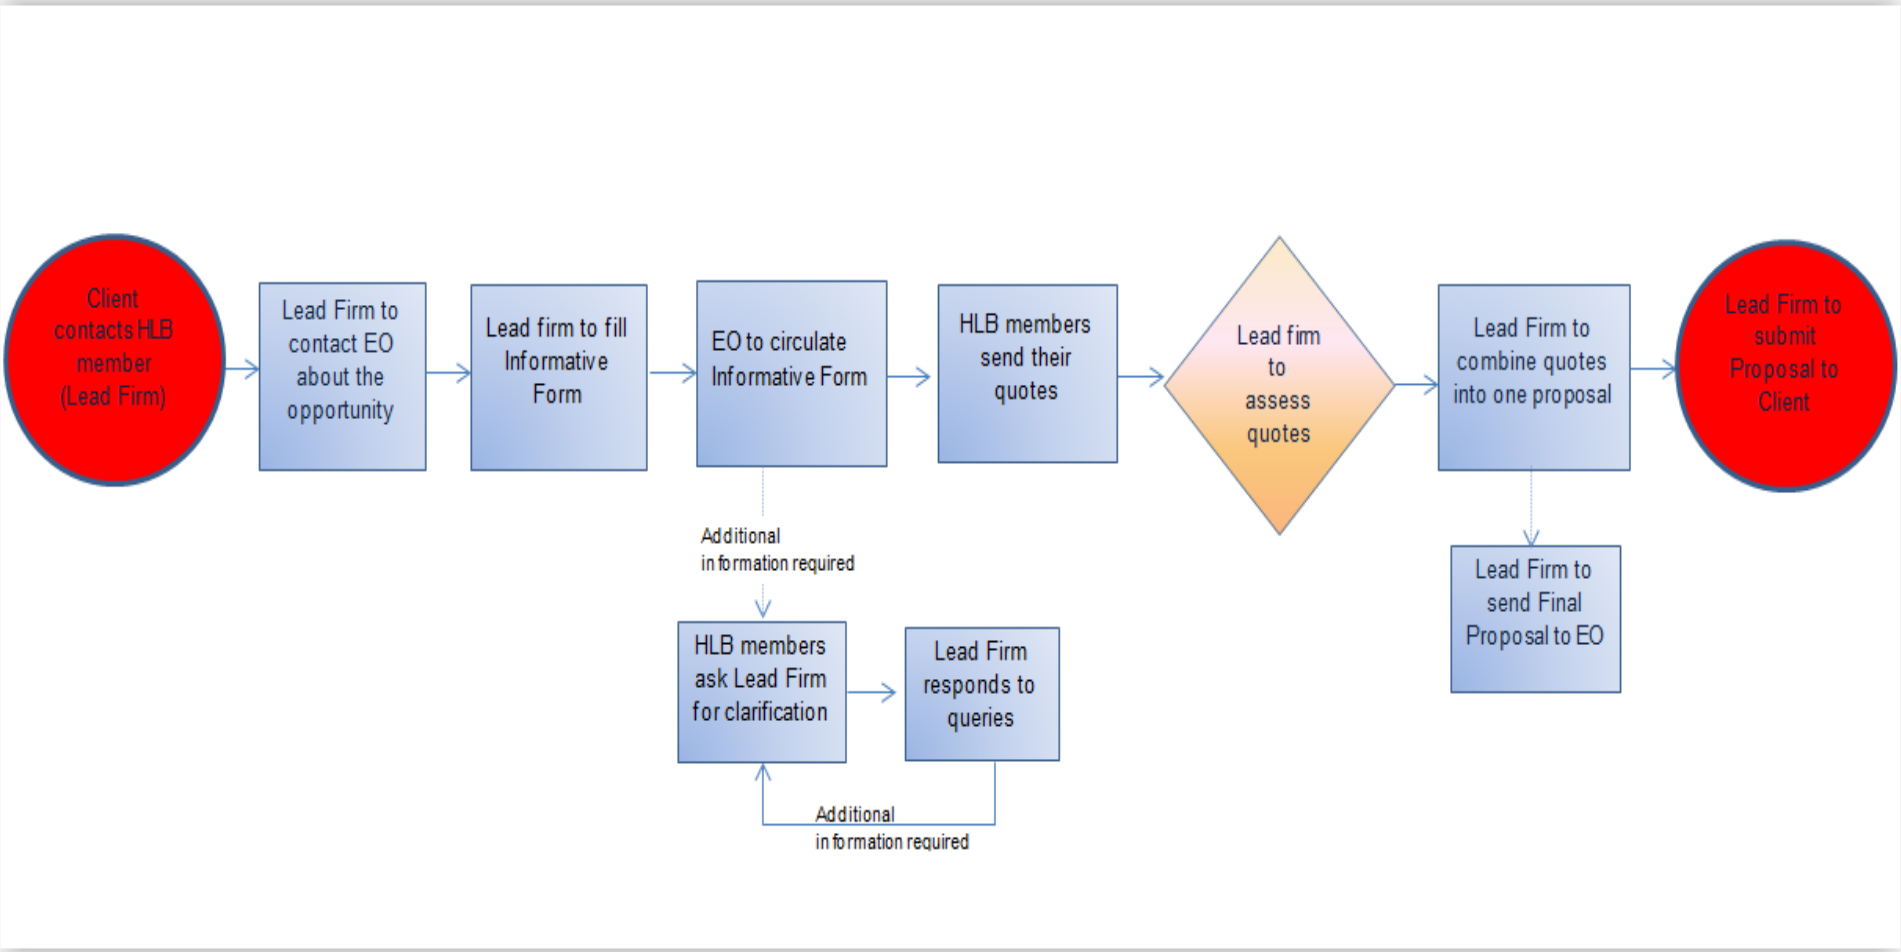 Client
contacts HLB
member
(Lead Firm)
Lead Firm to
contact EO
about the
opportunity
Lead firm to fill
Informative
Form
EO to circulate
Informative Form
HLB members
send their
quotes
Lead firm
to
assess
quotes
Lead Firm to
combine quotes
into one proposal
Lead Firm to
submit
Proposal to
Client
Additional
information required
HLB members
ask Lead Firm
for clarification
Lead Firm
responds to
queries
Additional
information required
Lead Firm to
send Final
Proposal to EO